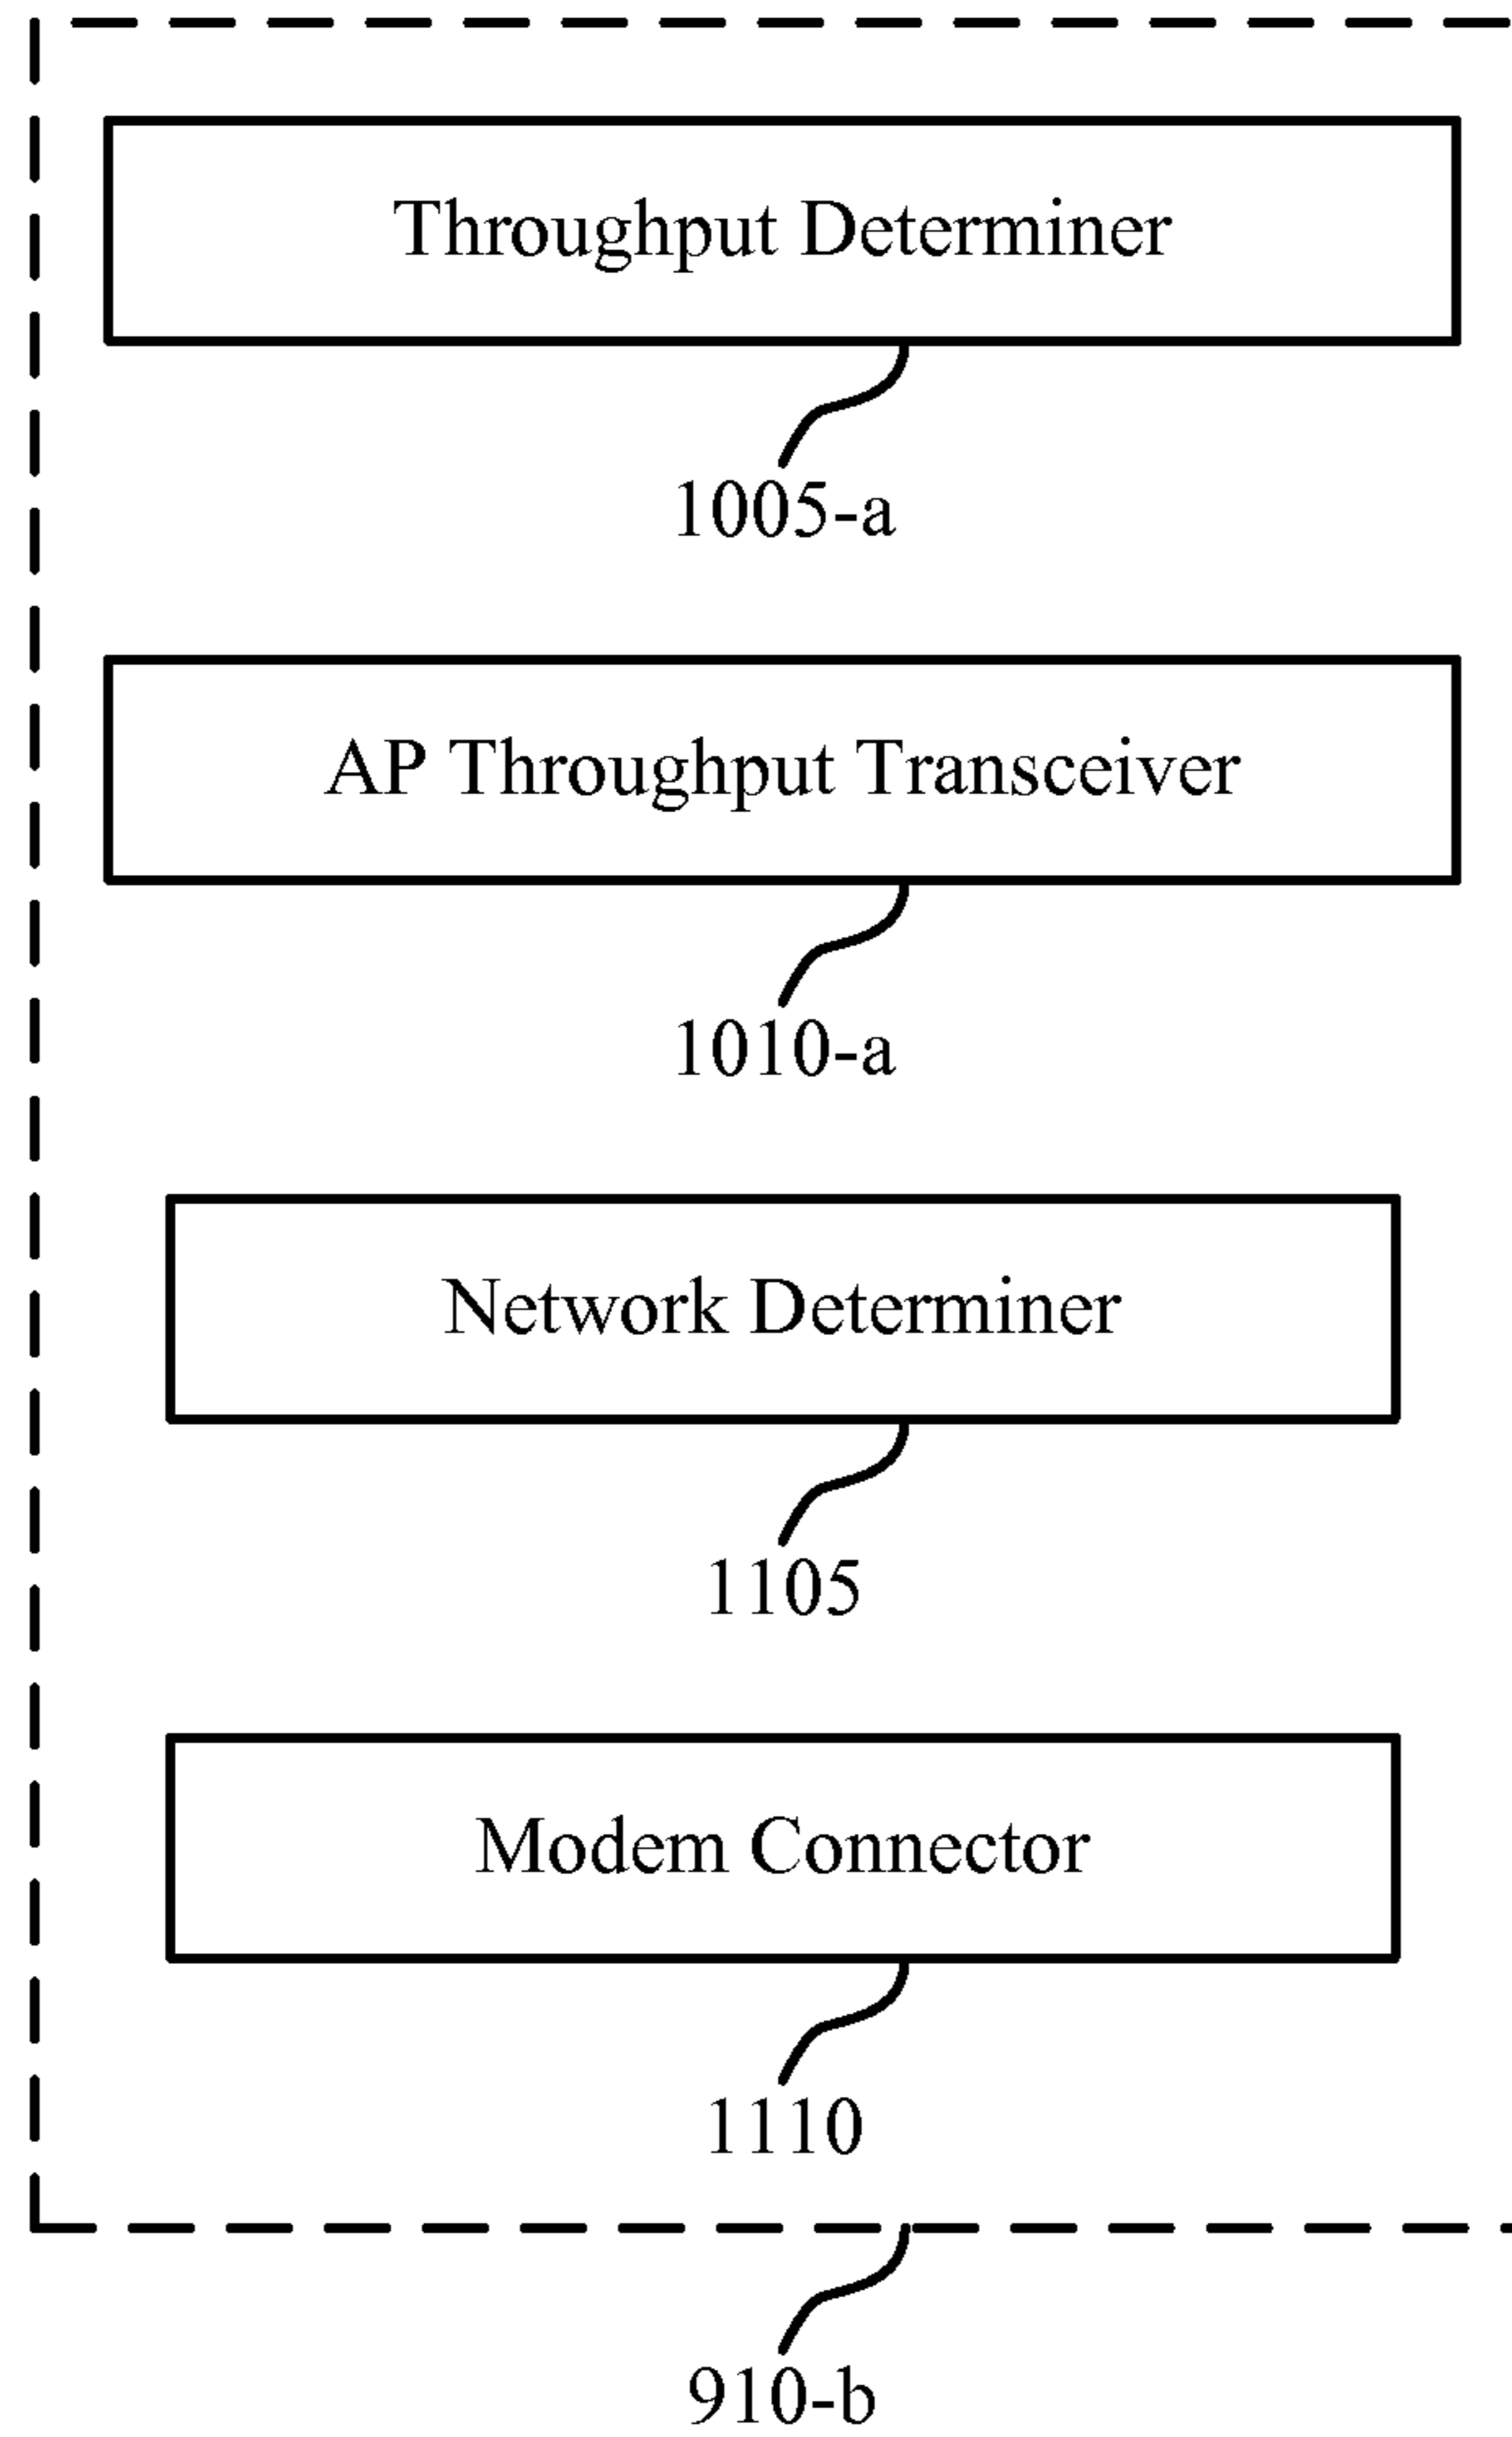 Throughput Determiner
1005-a
AP Throughput Transceiver
1010-a
Network Determiner
1105
Modem Connector
1110
910-b